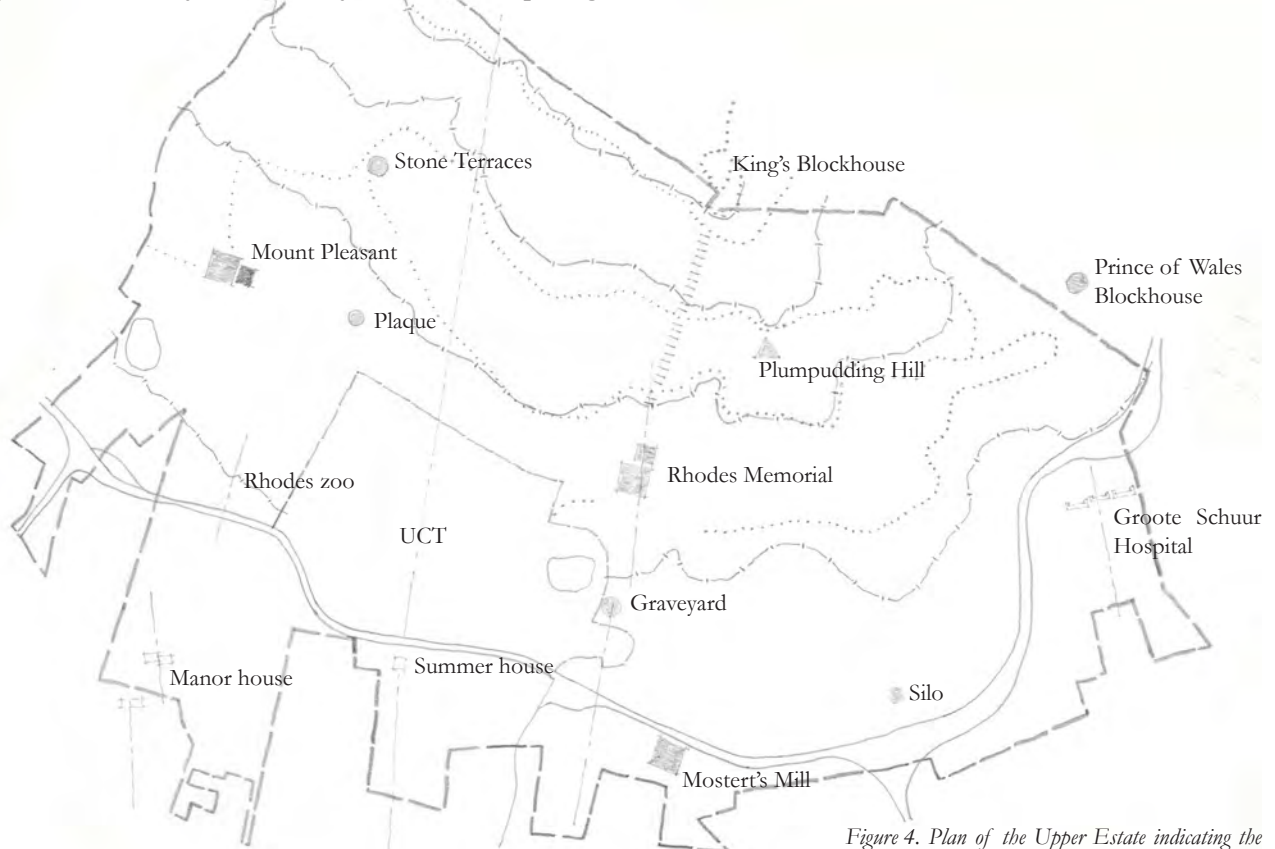 Stone Terraces
King's Blockhouse
Mount Pleasant
Prince of Wales
Blockhouse
Plaque
Plumpudding Hill
Rhodes zoo
Rhodes Memorial
Groote Schuur
Hospital
UCT
Graveyard
Manor house
Summer house
Silo
Mostert's Mill
Figure 4. Plan of the Upper Estate indicating the